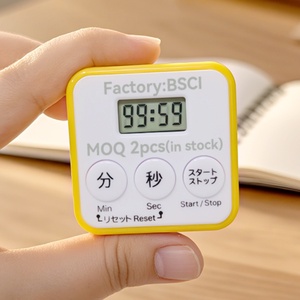 Factory:BSCI
99:59
MOQ 2pcs(in stock)
分 秒 スタート
ストップ
Min Sec Start / Stop
リセット Reset